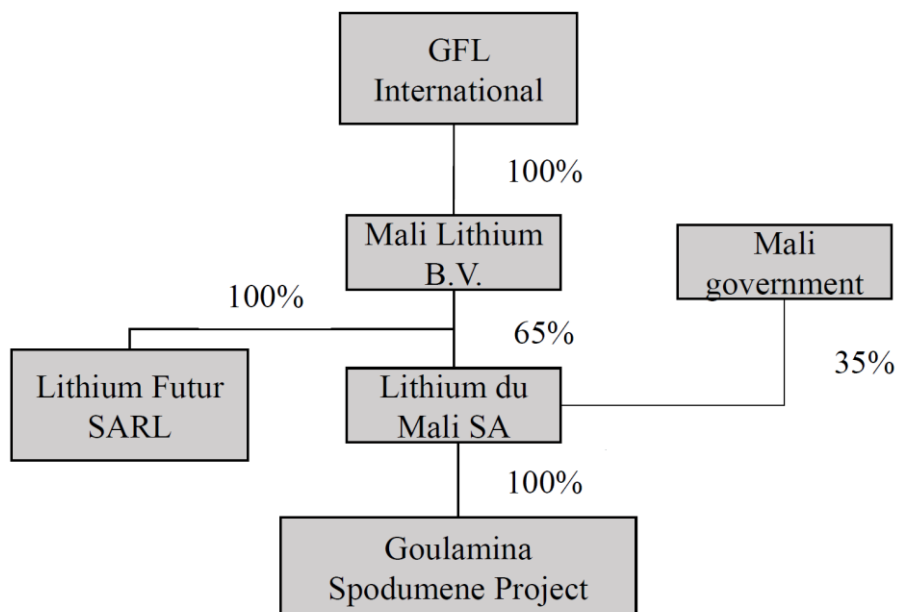 GFL
International
100%
Mali Lithium
B.V.
Mali
government
100%
65%
35%
Lithium Futur
SARL
Lithium du
Mali SA
100%
Goulamina
Spodumene Project